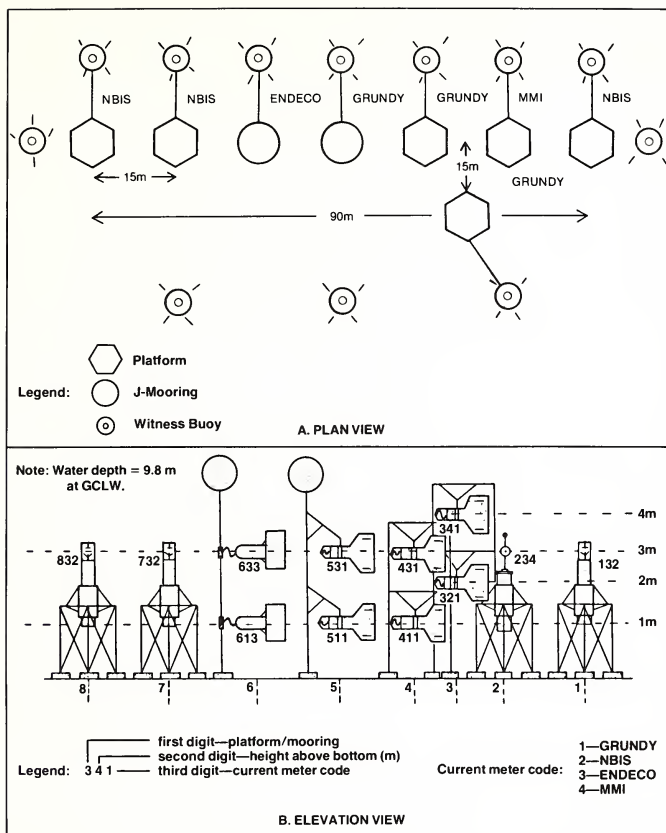 NBIS NBIS ENDECO GRUNDY GRUNDY MMI NBIS
15m
15m
GRUNDY
90m
Legend:
Platform
J-Mooring
Witness Buoy
A. PLAN VIEW
Note: Water depth = 9.8 m
at GCLW.
4m
341
832 732 633 531 431 234 132 3m
321 2m
613 511 411 1m
8 7 6 5 4 3 2 1
first digit—platform/mooring
second digit—height above bottom (m)
Legend: 3 4 1 — third digit—current meter code
Current meter code:
1—GRUNDY
2—NBIS
3—ENDECO
4—MMI
B. ELEVATION VIEW